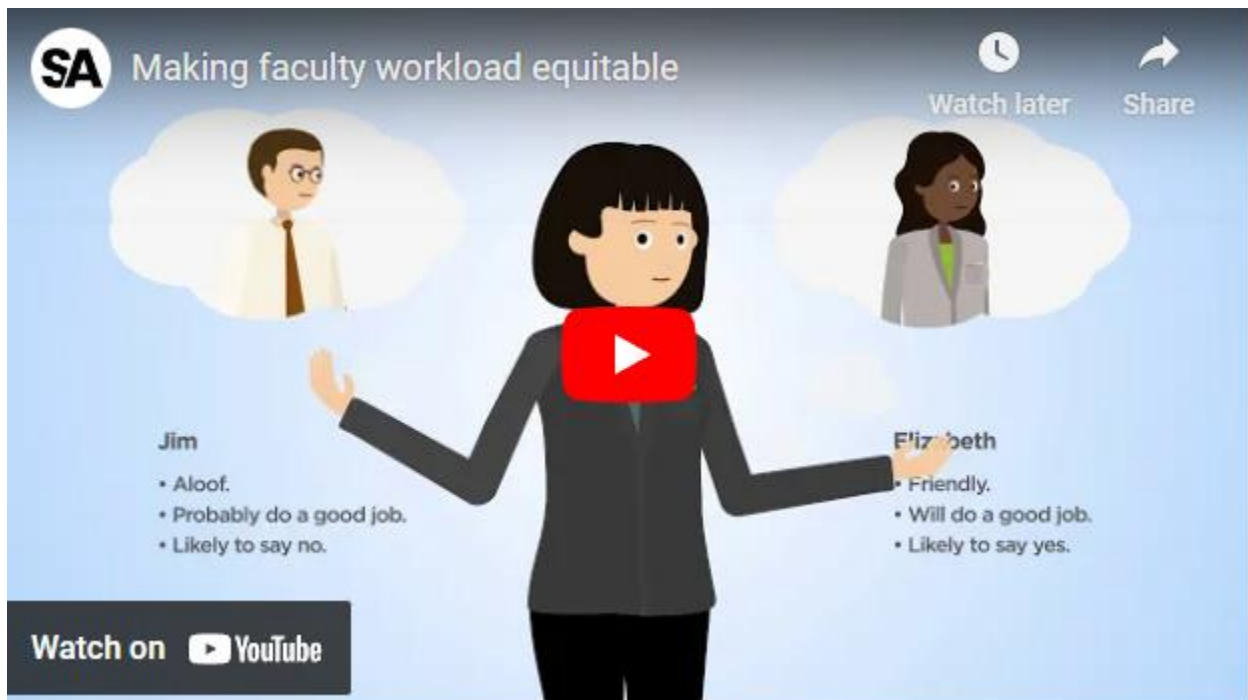 SA Making faculty workload equitable
Watch later
Share
Jim
• Aloof.
• Probably do a good job.
• Likely to say no.
Elizabeth
• Friendly.
• Will do a good job.
• Likely to say yes.
Watch on YouTube